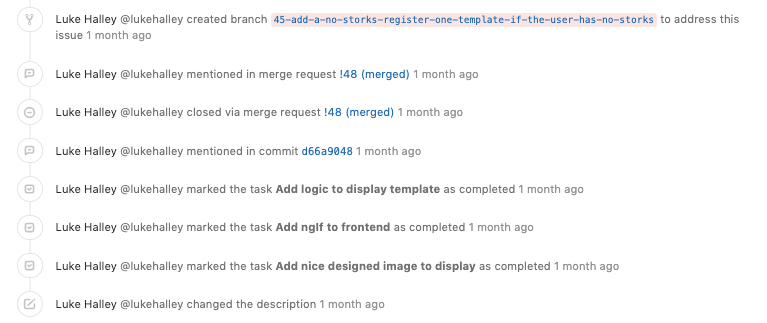 Luke Halley @lukehalley created branch 45-add-a-no-storks-register-one-template-if-the-user-has-no-storks to address this
issue 1 month ago
Luke Halley @lukehalley mentioned in merge request !48 (merged) 1 month ago
Luke Halley @lukehalley closed via merge request !48 (merged) 1 month ago
Luke Halley @lukehalley mentioned in commit d66a9048 1 month ago
Luke Halley @lukehalley marked the task Add logic to display template as completed 1 month ago
Luke Halley @lukehalley marked the task Add ngIf to frontend as completed 1 month ago
Luke Halley @lukehalley marked the task Add nice designed image to display as completed 1 month ago
Luke Halley @lukehalley changed the description 1 month ago